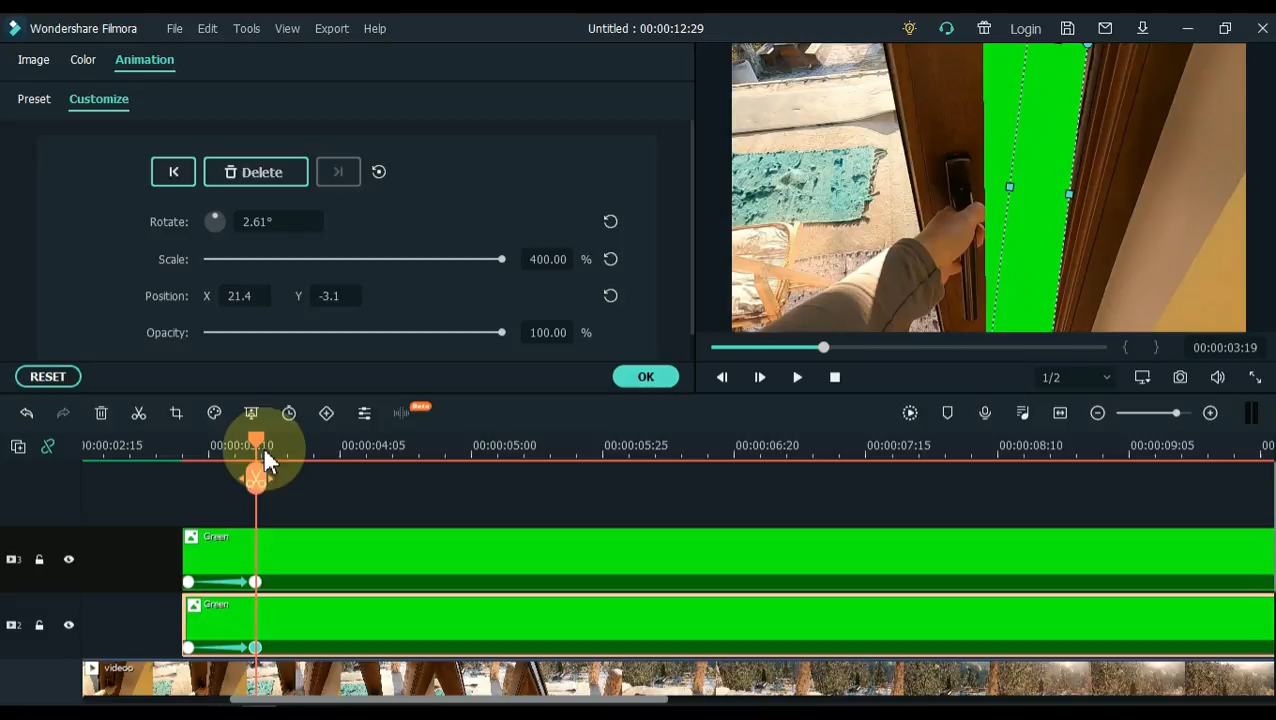 Wondershare Filmora File Edit Tools View Export Help Untitled : 00:00:12:29 Login
Image Color Animation
Preset Customize
Delete
Rotate: 2.61°
Scale: 400.00 %
Position: X 21.4 Y -3.1
Opacity: 100.00 %
{ } 00:00:03:19
RESET OK
1/2
Beta
00:00:02:15 00:00:04:05 00:00:05:00 00:00:05:25 00:00:06:20 00:00:07:15 00:00:08:10 00:00:09:05
Green
3
Green
2
videoo